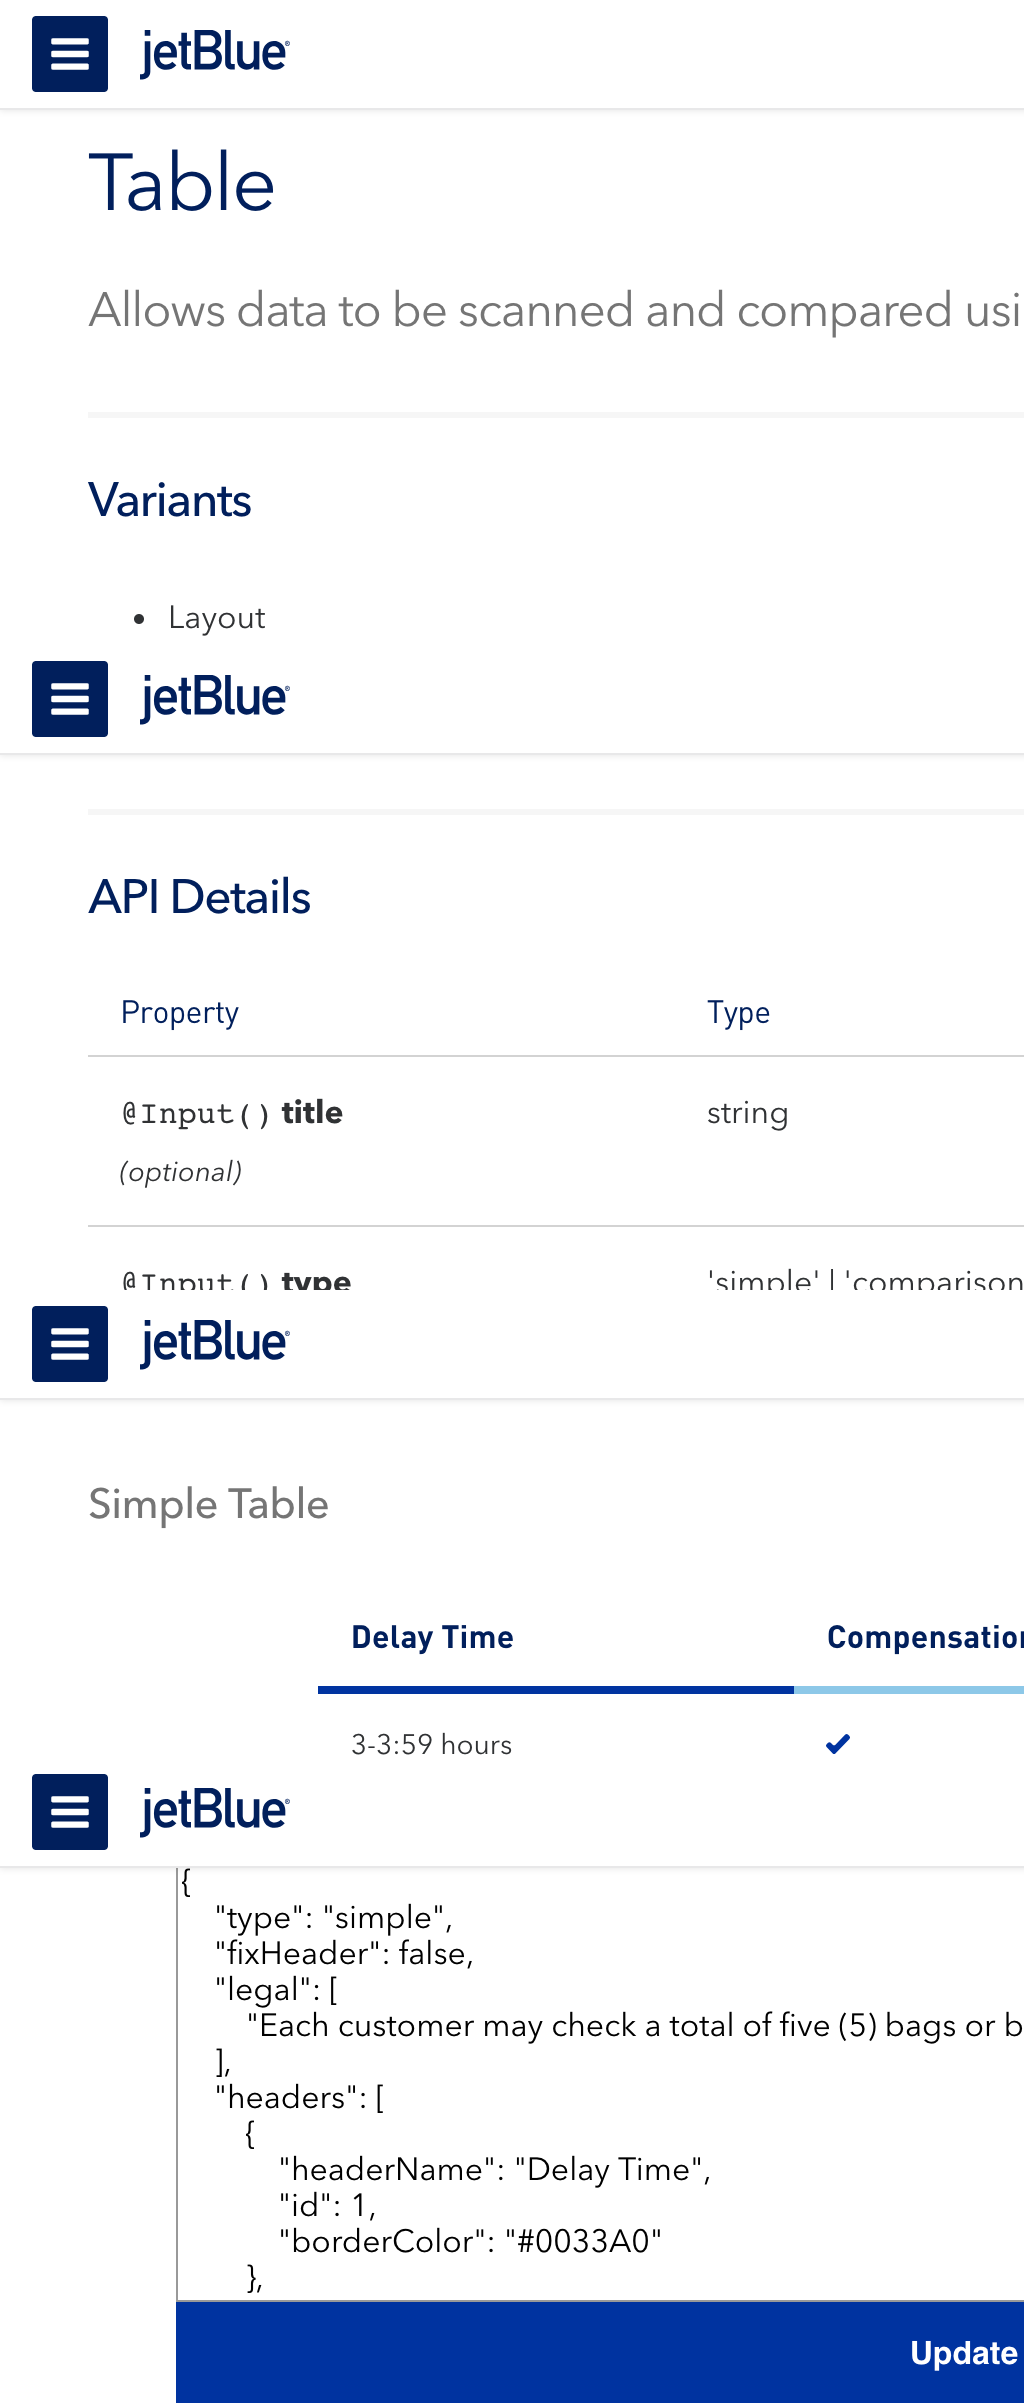 jetBlue
Table
Allows data to be scanned and compared usi
Variants
• Layout
jetBlue
API Details
Property Type
@Input() title string
(optional)
@Input() type 'simple' | 'comparison
jetBlue
Simple Table
Delay Time Compensation
3-3:59 hours
jetBlue
{
"type": "simple",
"fixHeader": false,
"legal": [
"Each customer may check a total of five (5) bags or b
],
"headers": [
{
"headerName": "Delay Time",
"id": 1,
"borderColor": "#0033A0"
},
Update